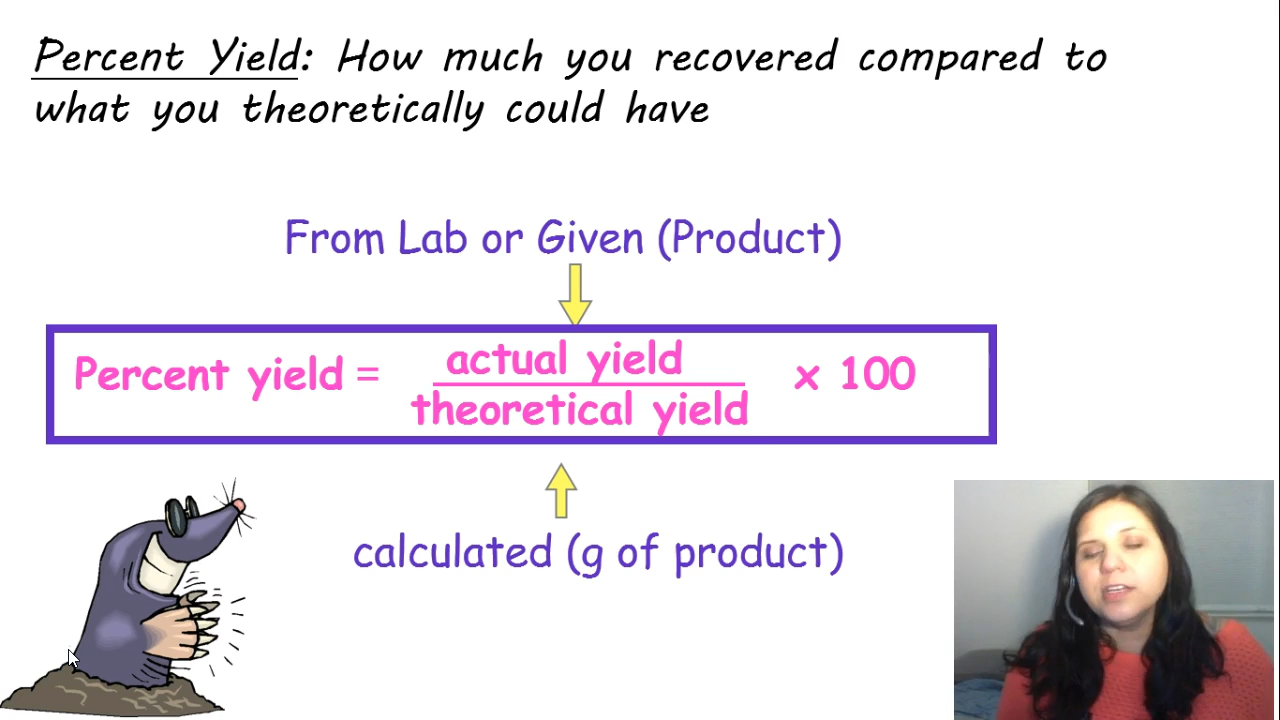 Percent Yield: How much you recovered compared to
what you theoretically could have
From Lab or Given (Product)
Percent yield = actual yield x 100
theoretical yield
calculated (g of product)